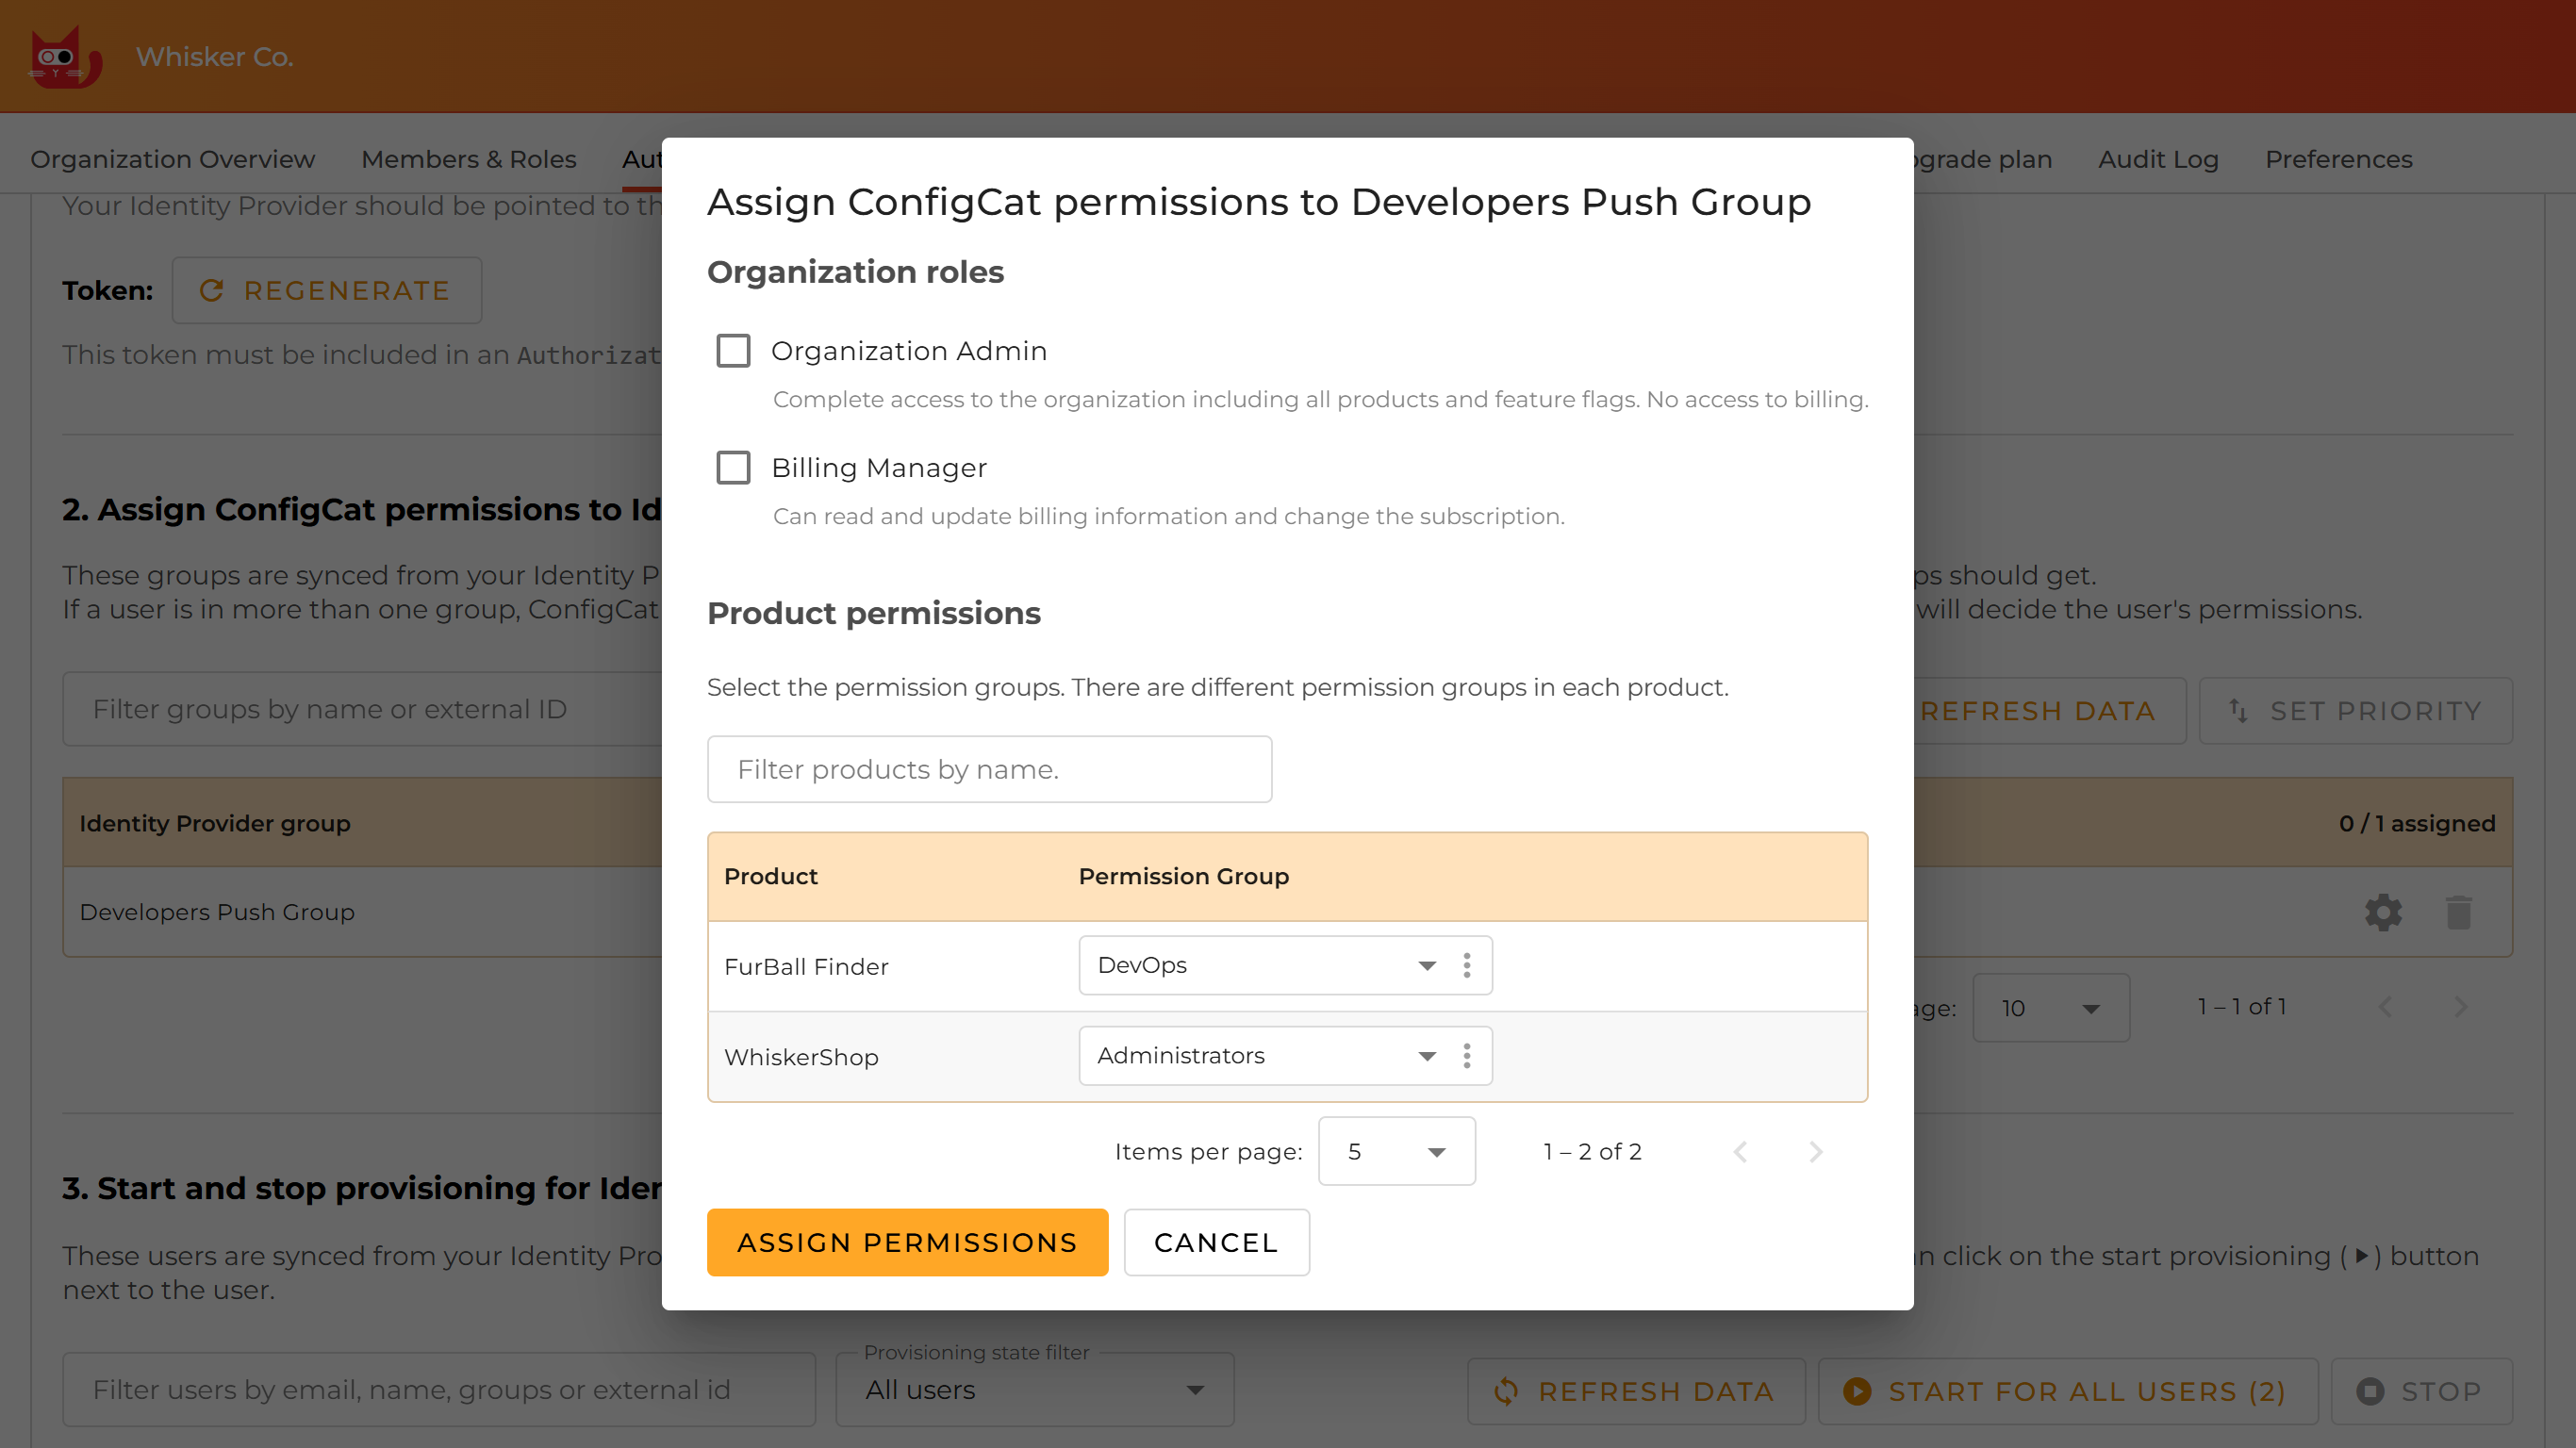 Whisker Co.
Organization Overview Members & Roles Aut pgrade plan Audit Log Preferences
Your Identity Provider should be pointed to th
Token: REGENERATE
This token must be included in an Authorizat
2. Assign ConfigCat permissions to Id
These groups are synced from your Identity P ps should get.
If a user is in more than one group, ConfigCat will decide the user's permissions.
Filter groups by name or external ID
REFRESH DATA SET PRIORITY
Identity Provider group 0 / 1 assigned
Developers Push Group
age: 10 1 – 1 of 1
3. Start and stop provisioning for Ider
These users are synced from your Identity Pro n click on the start provisioning ( ) button
next to the user.
Provisioning state filter
Filter users by email, name, groups or external id All users REFRESH DATA START FOR ALL USERS (2) STOP
Assign ConfigCat permissions to Developers Push Group
Organization roles
Organization Admin
Complete access to the organization including all products and feature flags. No access to billing.
Billing Manager
Can read and update billing information and change the subscription.
Product permissions
Select the permission groups. There are different permission groups in each product.
Filter products by name.
Product Permission Group
FurBall Finder DevOps
WhiskerShop Administrators
Items per page: 5 1 – 2 of 2
ASSIGN PERMISSIONS CANCEL